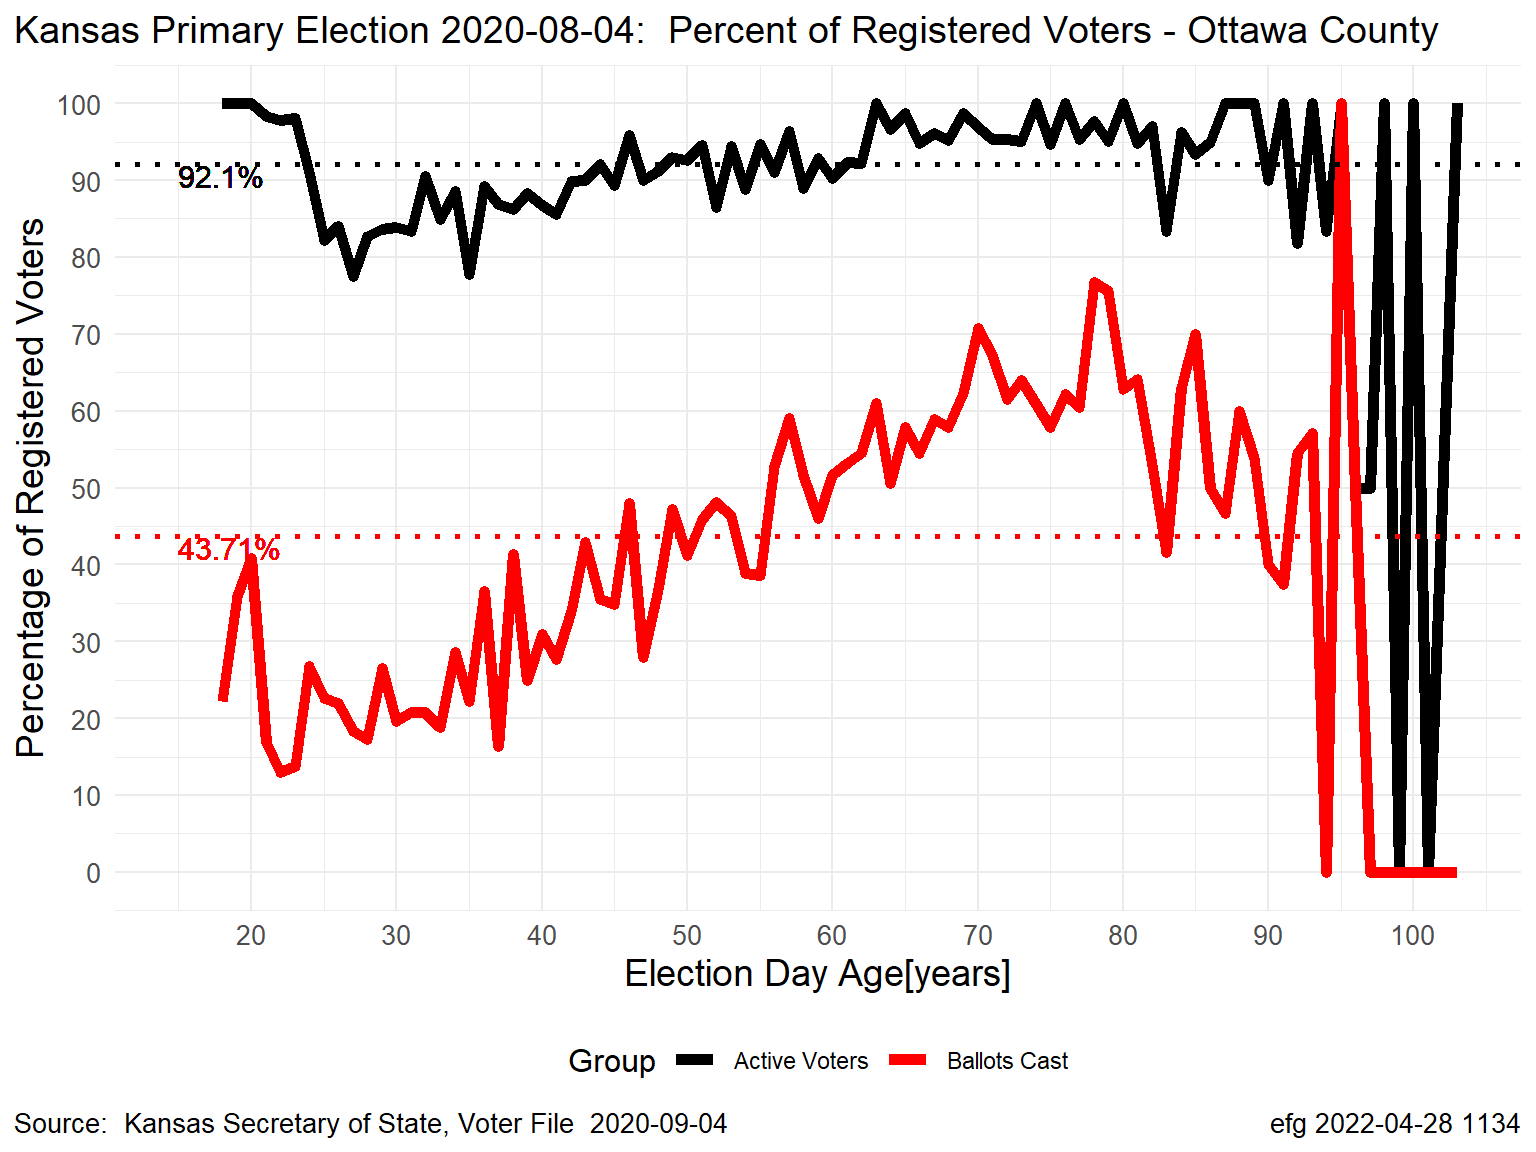 Kansas Primary Election 2020-08-04:  Percent of Registered Voters - Ottawa County
Percentage of Registered Voters
100
90
80
70
60
50
40
30
20
10
0
92.1%
43.71%
20 30 40 50 60 70 80 90 100
Election Day Age[years]
Group Active Voters Ballots Cast
Source:  Kansas Secretary of State, Voter File  2020-09-04
efg 2022-04-28 1134